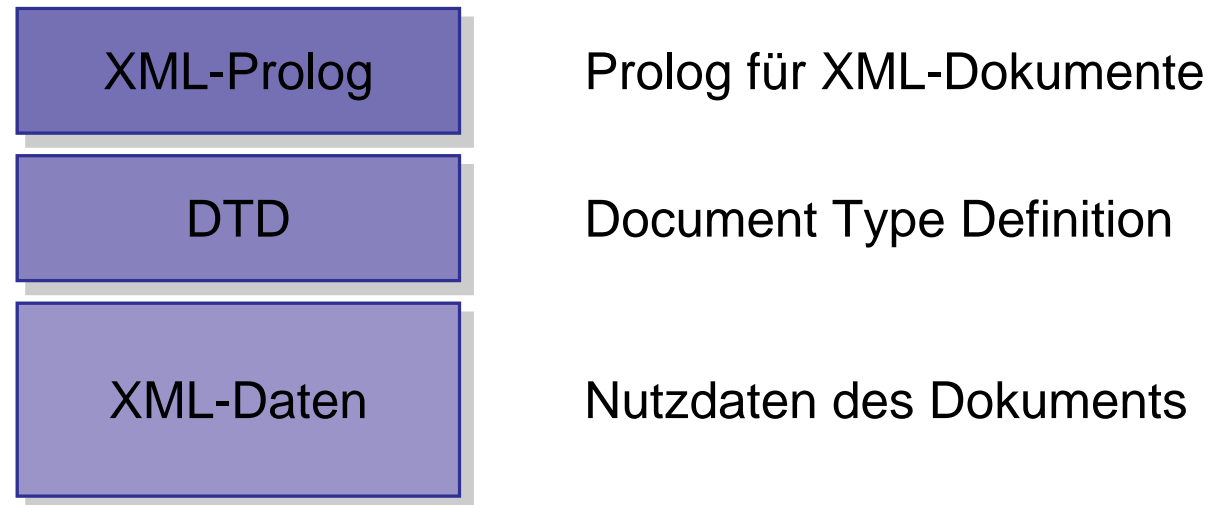 XML-Prolog Prolog für XML-Dokumente
DTD Document Type Definition
XML-Daten Nutzdaten des Dokuments